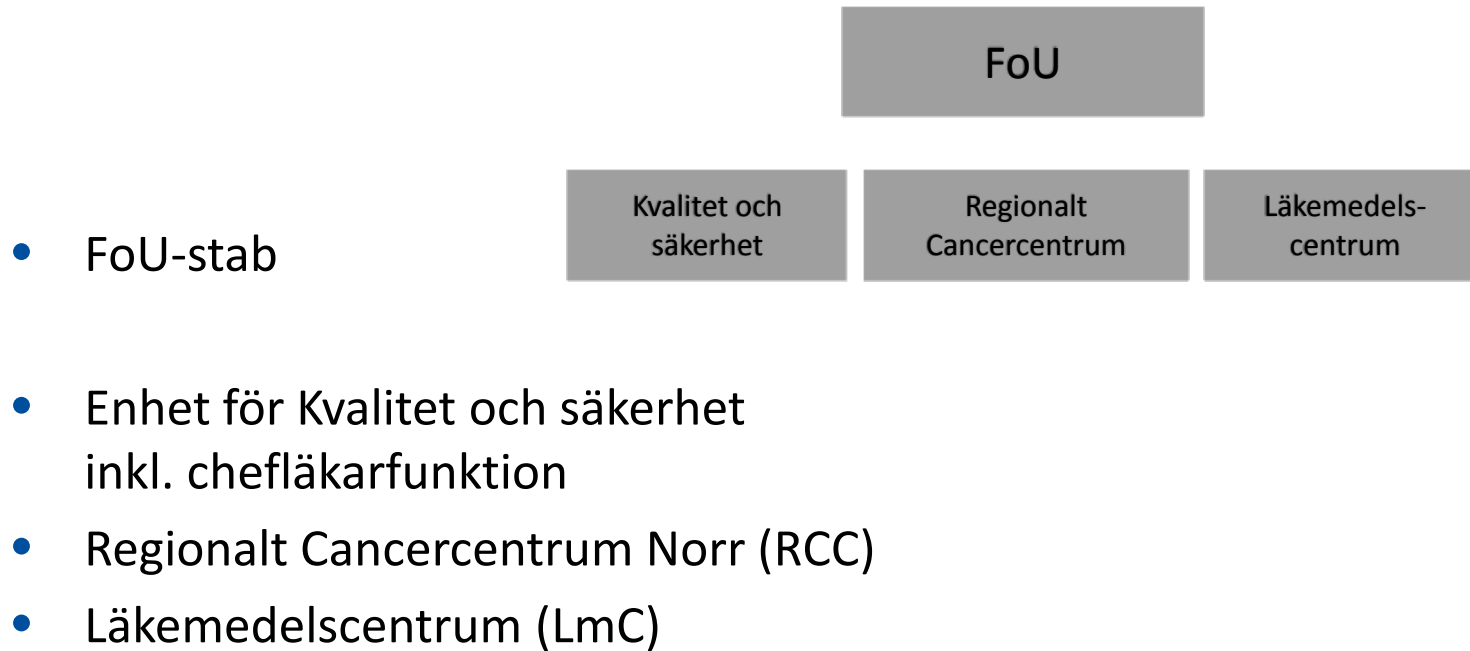 FoU
Kvalitet och
säkerhet
Regionalt
Cancercentrum
Läkemedels-
centrum
• FoU-stab
• Enhet för Kvalitet och säkerhet
inkl. chefläkarfunktion
• Regionalt Cancercentrum Norr (RCC)
• Läkemedelscentrum (LmC)